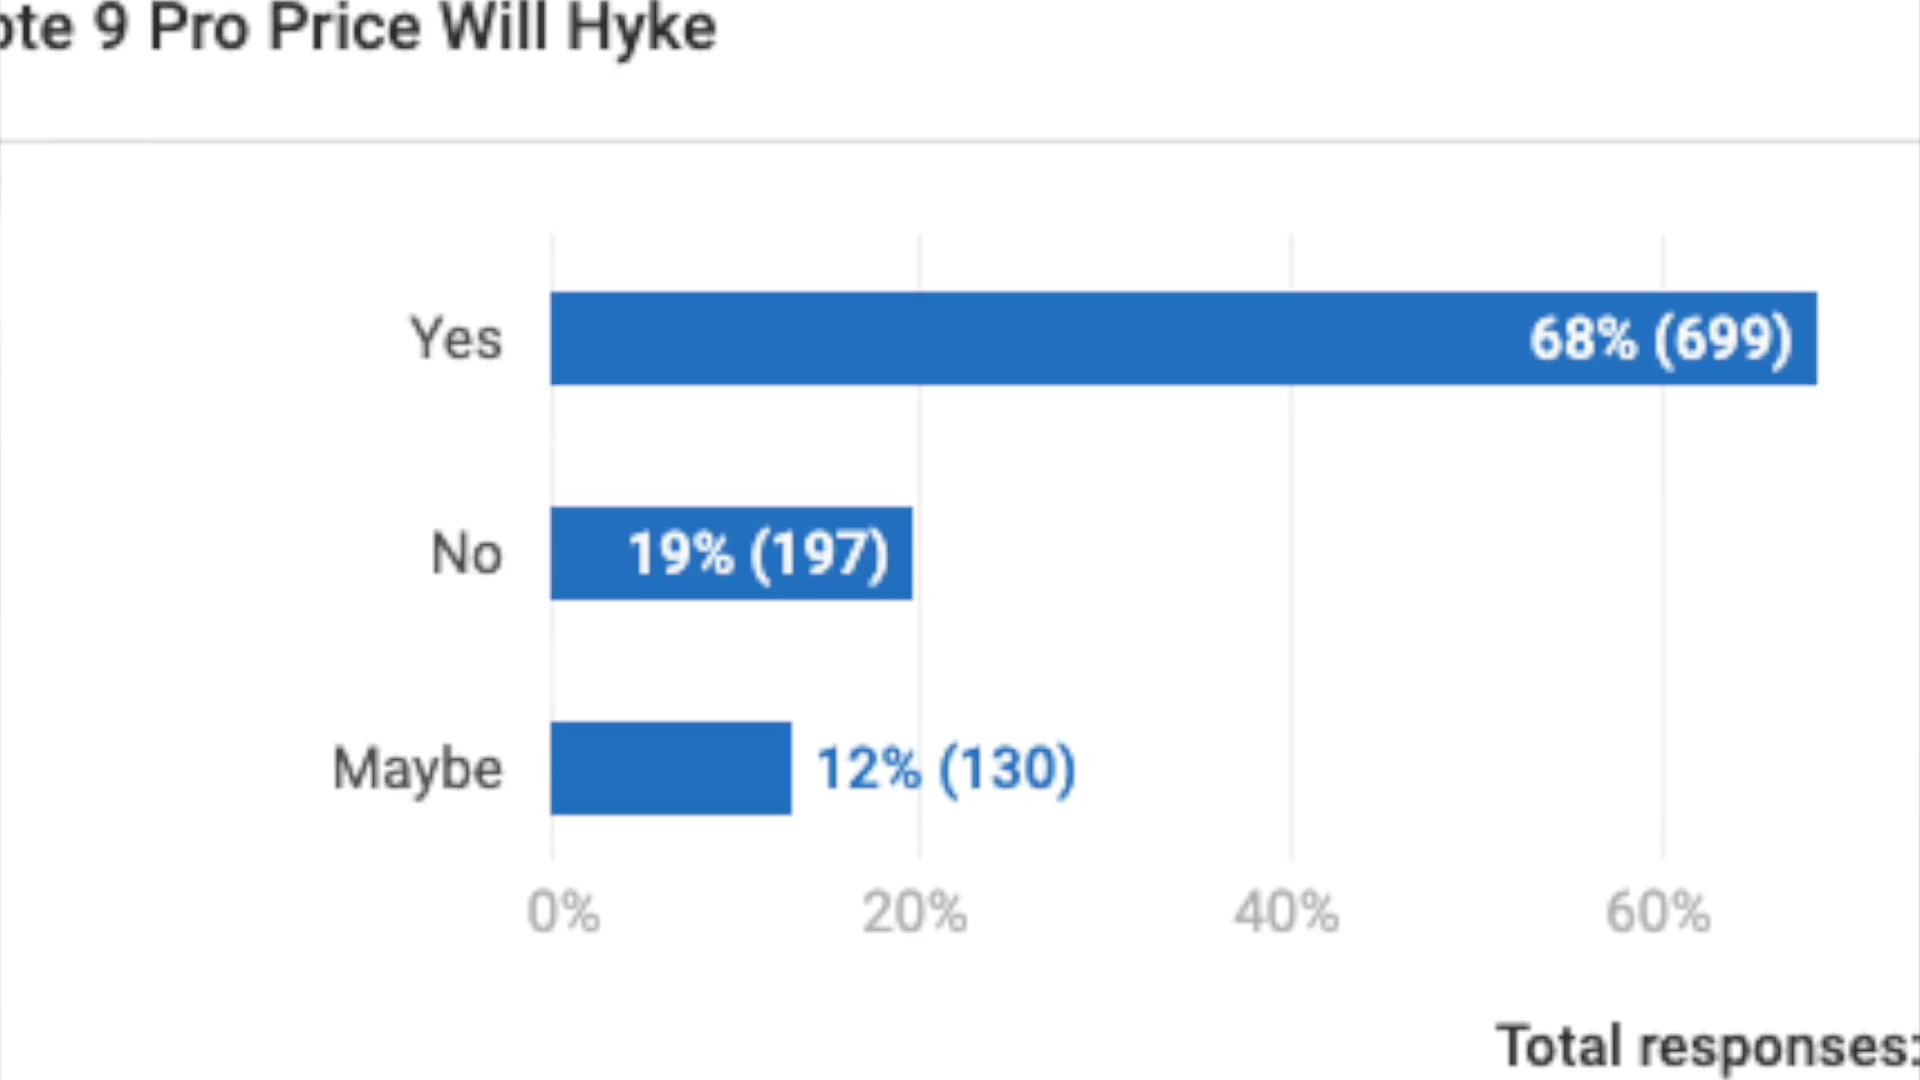 ote 9 Pro Price Will Hyke
Yes 68% (699)
No 19% (197)
Maybe 12% (130)
0% 20% 40% 60%
Total responses: